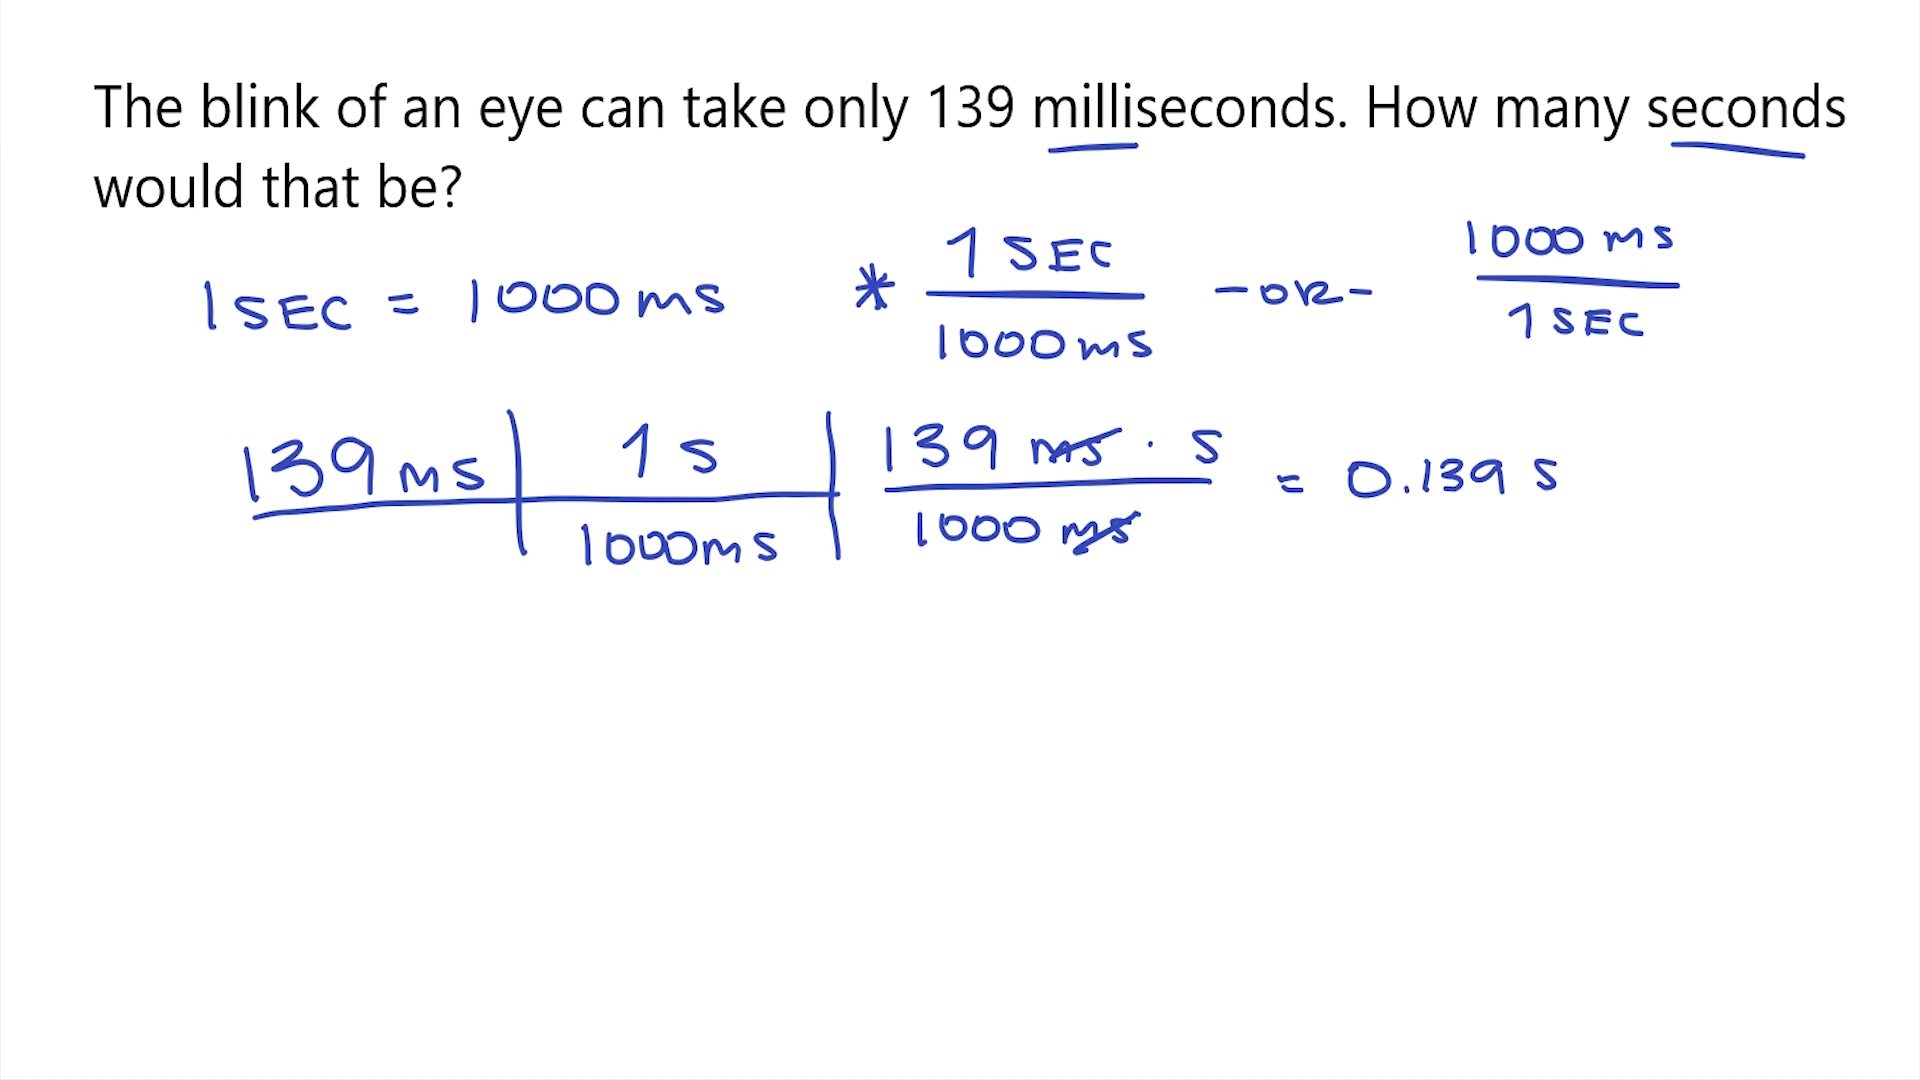 The blink of an eye can take only 139 milliseconds. How many seconds
would that be?
1 SEC = 1000 ms * 1 SEC / 1000 ms -OR- 1000 ms / 1 SEC
139 ms | 1 s / 1000 ms | 139 ms · s / 1000 ms = 0.139 s